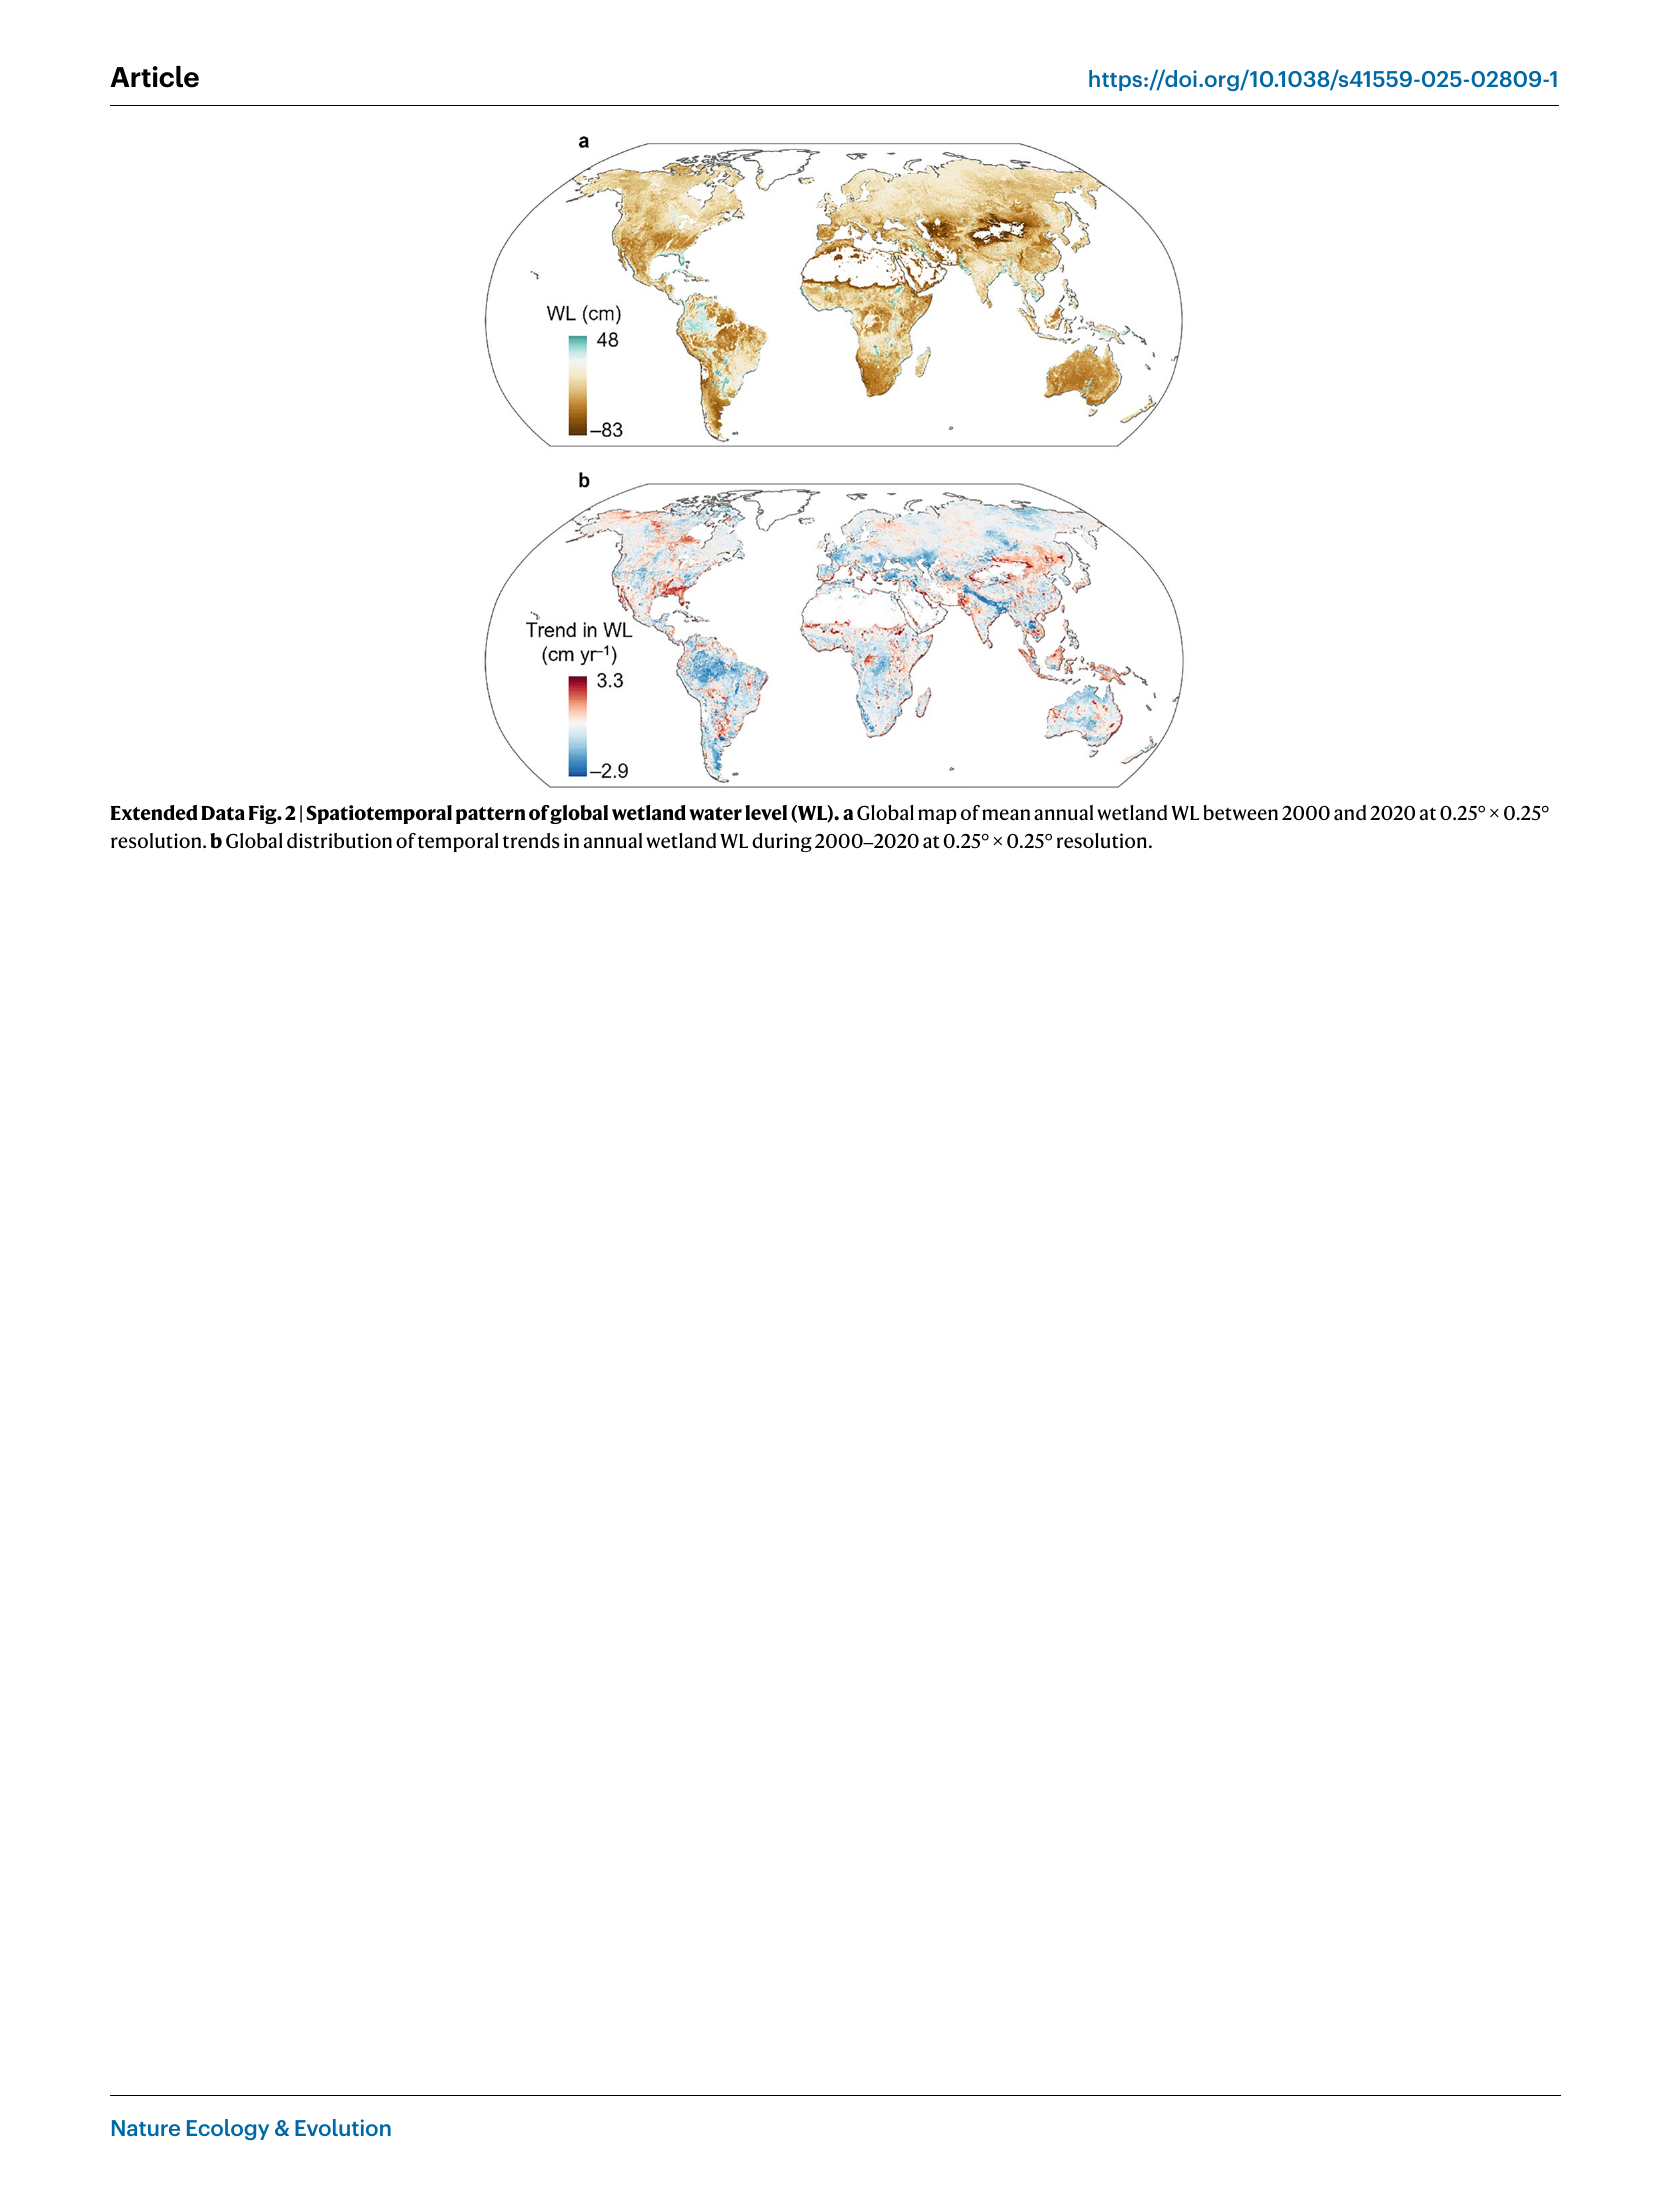 Article
https://doi.org/10.1038/s41559-025-02809-1
a
WL (cm)
48
–83
b
Trend in WL
(cm yr⁻¹)
3.3
–2.9
Extended Data Fig. 2 | Spatiotemporal pattern of global wetland water level (WL). a Global map of mean annual wetland WL between 2000 and 2020 at 0.25° × 0.25°
resolution. b Global distribution of temporal trends in annual wetland WL during 2000–2020 at 0.25° × 0.25° resolution.
Nature Ecology & Evolution